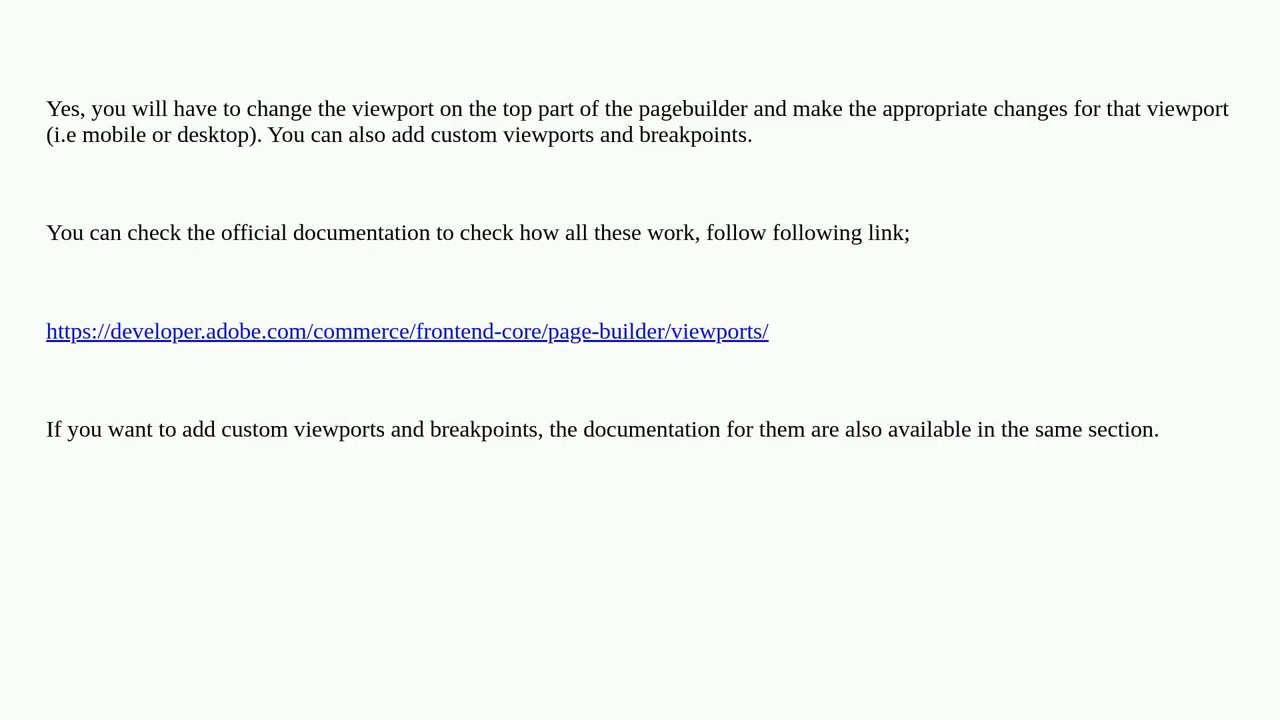 Yes, you will have to change the viewport on the top part of the pagebuilder and make the appropriate changes for that viewport
(i.e mobile or desktop). You can also add custom viewports and breakpoints.
You can check the official documentation to check how all these work, follow following link;
https://developer.adobe.com/commerce/frontend-core/page-builder/viewports/
If you want to add custom viewports and breakpoints, the documentation for them are also available in the same section.